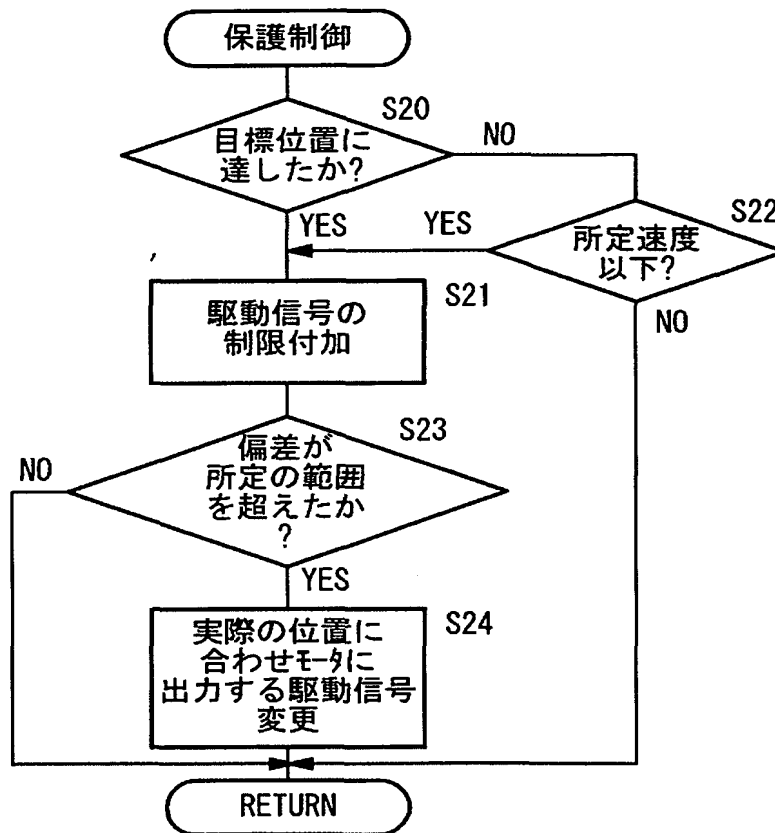 保護制御
S20
目標位置に
達したか?
NO
YES
YES
S22
所定速度
以下?
NO
S21
駆動信号の
制限付加
S23
偏差が
所定の範囲
を超えたか
?
NO
YES
S24
実際の位置に
合わせモータに
出力する駆動信号
変更
RETURN